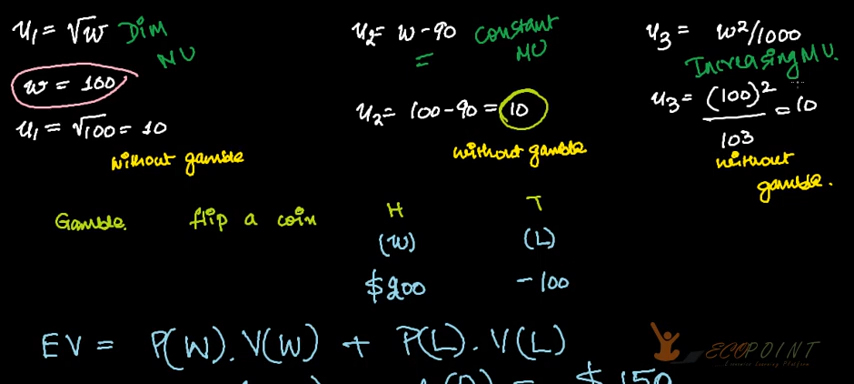 u₁ = √w Dim MU
w = 100
u₁ = √100 = 10
Without gamble
u₂ = w - 90 Constant MU
=
u₂ = 100 - 90 = 10
without gamble
u₃ = w²/1000
Increasing MU.
u₃ = (100)²/10³ = 10
without
gamble.
Gamble. flip a coin H T
(W) (L)
$200 -100
EV = P(W).V(W) + P(L).V(L)
ECOPOINT